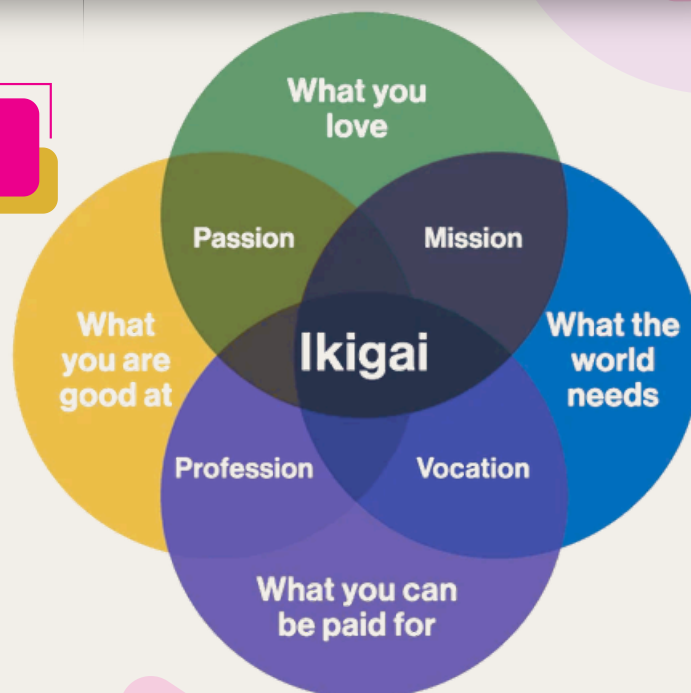 What you
love
Passion
Mission
What
you are
good at
Ikigai
What the
world
needs
Profession
Vocation
What you can
be paid for